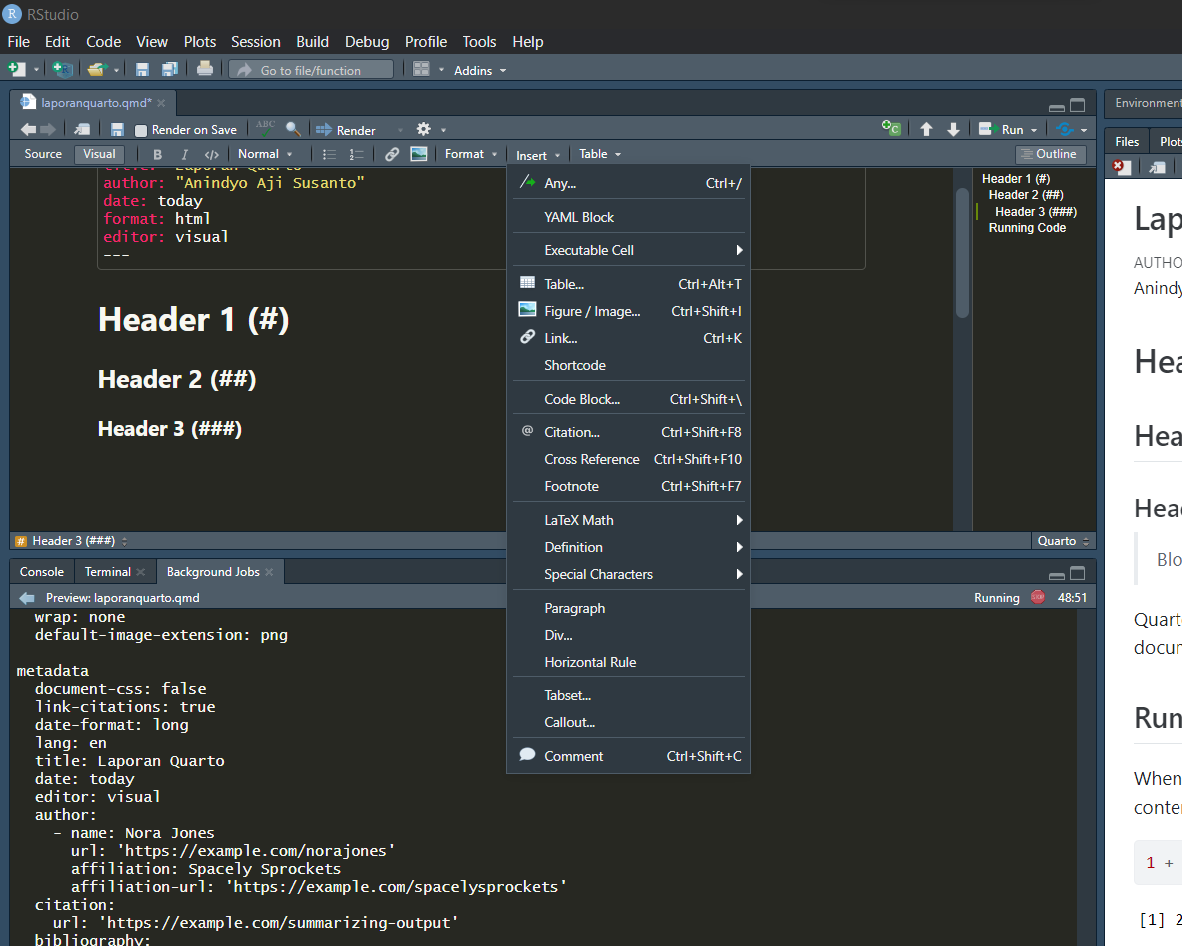 RStudio
File Edit Code View Plots Session Build Debug Profile Tools Help
Go to file/function Addins
laporanquarto.qmd*
Render on Save ABC Render Run
Source Visual B I </> Normal Format Insert Table Outline
title: "Laporan Quarto"
author: "Anindyo Aji Susanto"
date: today
format: html
editor: visual
---
Header 1 (#)
Header 2 (##)
Header 3 (###)
Any... Ctrl+/
YAML Block
Executable Cell
Table... Ctrl+Alt+T
Figure / Image... Ctrl+Shift+I
Link... Ctrl+K
Shortcode
Code Block... Ctrl+Shift+\
@ Citation... Ctrl+Shift+F8
Cross Reference Ctrl+Shift+F10
Footnote Ctrl+Shift+F7
LaTeX Math
Definition
Special Characters
Paragraph
Div...
Horizontal Rule
Tabset...
Callout...
Comment Ctrl+Shift+C
Header 1 (#)
Header 2 (##)
Header 3 (###)
Running Code
# Header 3 (###) Quarto
Console Terminal Background Jobs
Preview: laporanquarto.qmd Running STOP 48:51
wrap: none
default-image-extension: png
metadata
document-css: false
link-citations: true
date-format: long
lang: en
title: Laporan Quarto
date: today
editor: visual
author:
- name: Nora Jones
url: 'https://example.com/norajones'
affiliation: Spacely Sprockets
affiliation-url: 'https://example.com/spacelysprockets'
citation:
url: 'https://example.com/summarizing-output'
bibliography:
Environment
Files Plots
Lap
AUTHO
Anindy
Hea
Hea
Head
Blo
Quart
docum
Run
When
conter
1 +
[1] 2